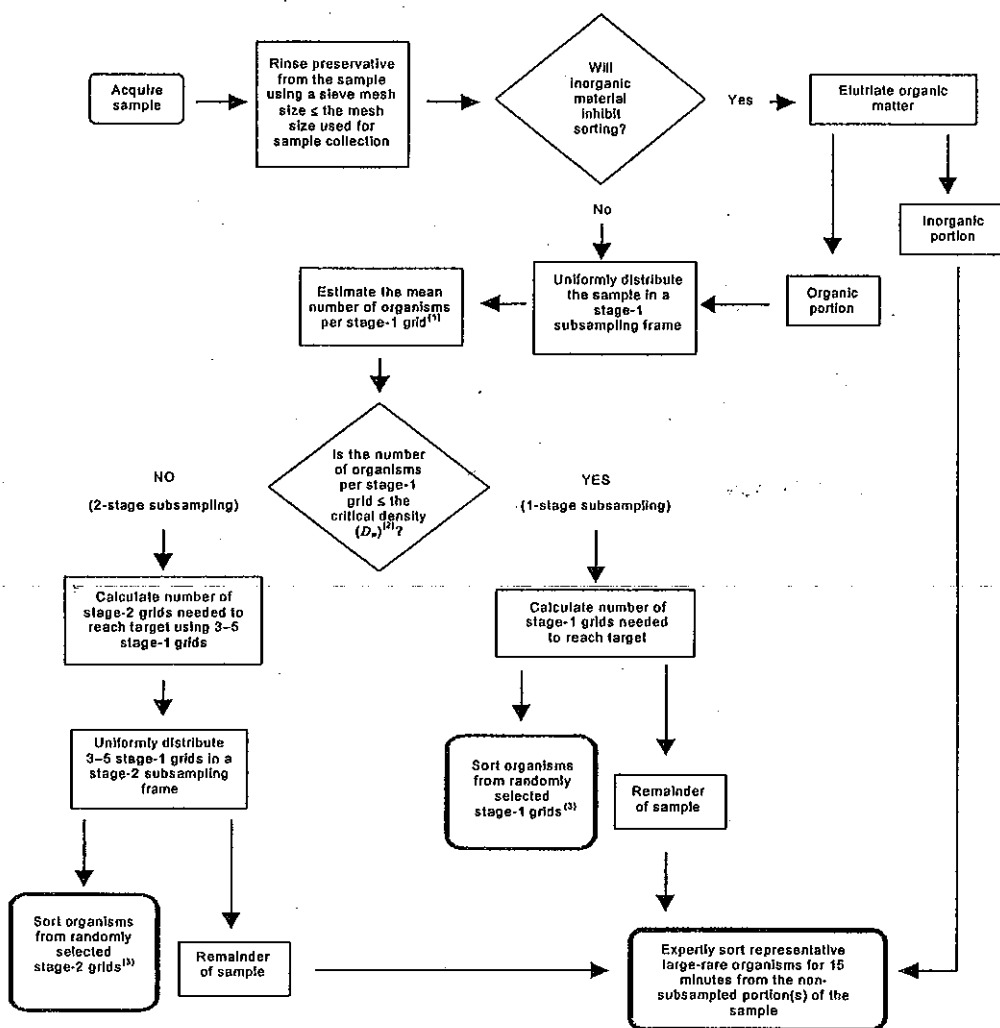 Acquire
sample
Rinse preservative
from the sample
using a sieve mesh
size ≤ the mesh
size used for
sample collection
Will
inorganic
material
inhibit
sorting?
Yes
Elutriate organic
matter
No
Inorganic
portion
Organic
portion
Uniformly distribute
the sample in a
stage-1
subsampling frame
Estimate the mean
number of organisms
per stage-1 grid(1)
Is the number
of organisms
per stage-1
grid ≤ the
critical density
(2)?
NO
(2-stage subsampling)
YES
(1-stage subsampling)
Calculate number of
stage-2 grids needed to
reach target using 3–5
stage-1 grids
Calculate number of
stage-1 grids needed
to reach target
Uniformly distribute
3–5 stage-1 grids in a
stage-2 subsampling
frame
Sort organisms
from randomly
selected
stage-1 grids(3)
Remainder
of sample
Sort organisms
from randomly
selected
stage-2 grids(3)
Remainder
of sample
Expertly sort representative
large-rare organisms for 15
minutes from the non-
subsampled portion(s) of the
sample